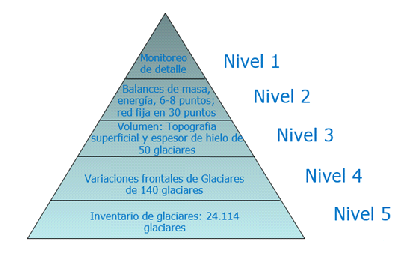 Monitoreo
de detalle
Nivel 1
Balances de masa,
energía, 6-8 puntos,
red fija en 30 puntos
Nivel 2
Volumen: Topografía
superficial y espesor de hielo de
50 glaciares
Nivel 3
Variaciones frontales de Glaciares
de 140 glaciares
Nivel 4
Inventario de glaciares: 24.114
glaciares
Nivel 5